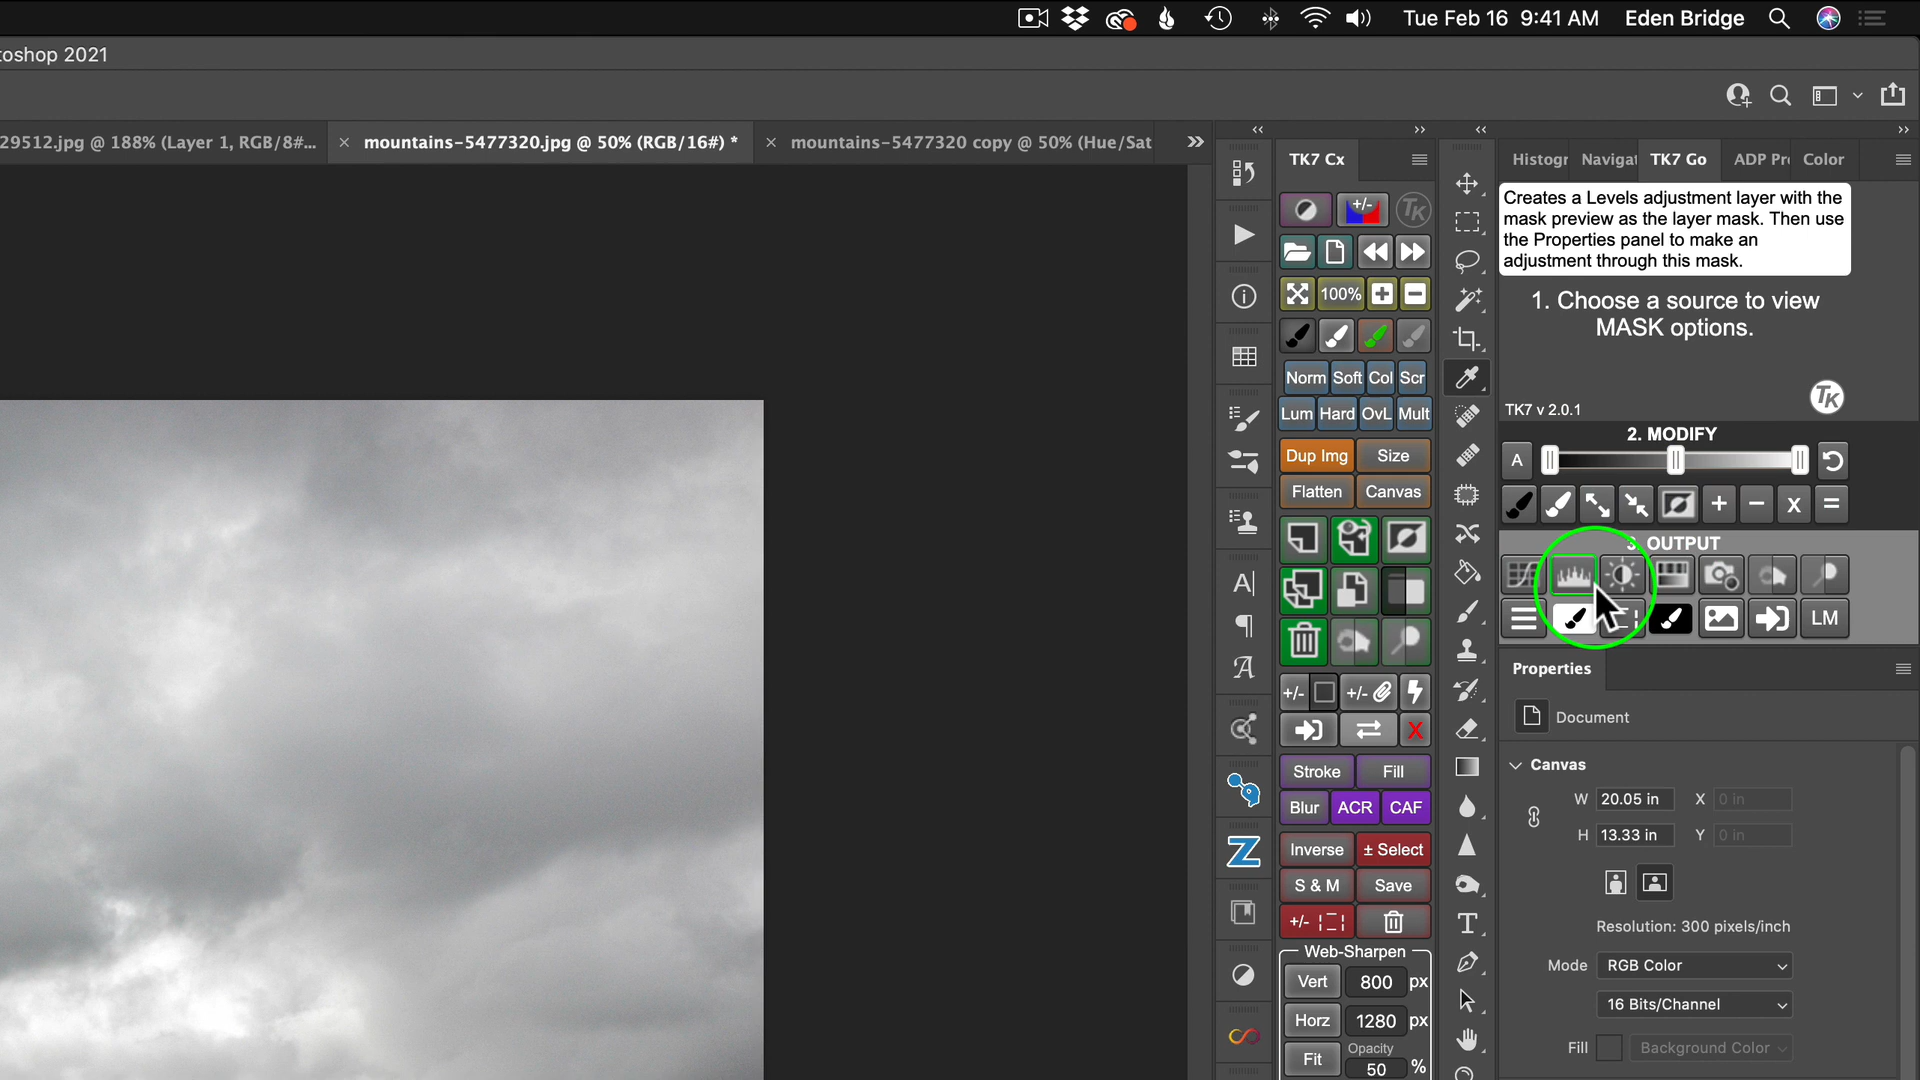 Tue Feb 16 9:41 AM Eden Bridge
toshop 2021
29512.jpg @ 188% (Layer 1, RGB/8#...
× mountains-5477320.jpg @ 50% (RGB/16#) *
× mountains-5477320 copy @ 50% (Hue/Sat
TK7 Cx
TK
100%
Norm Soft Col Scr
Lum Hard OvL Mult
Dup Img Size
Flatten Canvas
+/- +/-
X
Stroke Fill
Blur ACR CAF
Inverse ± Select
S & M Save
+/-
Web-Sharpen
Vert 800 px
Horz 1280 px
Fit Opacity
50 %
Histogr Navigat TK7 Go ADP Pr Color
Creates a Levels adjustment layer with the
mask preview as the layer mask. Then use
the Properties panel to make an
adjustment through this mask.
1. Choose a source to view
MASK options.
TK7 v 2.0.1
TK
2. MODIFY
A
+ - x =
3. OUTPUT
LM
Properties
Document
Canvas
W 20.05 in X 0 in
H 13.33 in Y 0 in
Resolution: 300 pixels/inch
Mode RGB Color
16 Bits/Channel
Fill Background Color